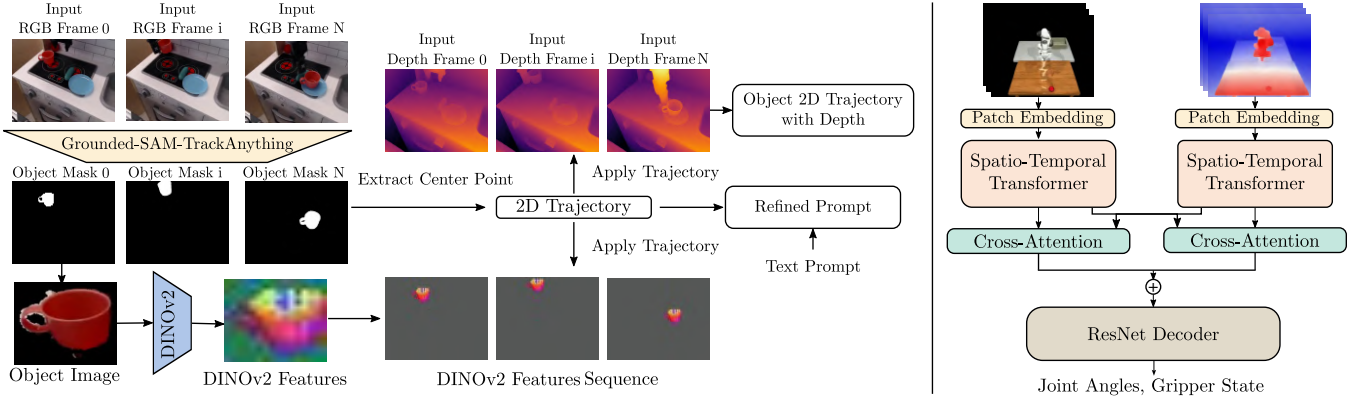 Input
RGB Frame 0
Input
RGB Frame i
Input
RGB Frame N
Grounded-SAM-TrackAnything
Object Mask 0
Object Mask i
Object Mask N
Object Image
DINOv2
DINOv2 Features
Input
Depth Frame 0
Input
Depth Frame i
Input
Depth Frame N
Object 2D Trajectory
with Depth
Extract Center Point
Apply Trajectory
2D Trajectory
Refined Prompt
Apply Trajectory
Text Prompt
DINOv2 Features Sequence
Patch Embedding
Patch Embedding
Spatio-Temporal
Transformer
Spatio-Temporal
Transformer
Cross-Attention
Cross-Attention
+
ResNet Decoder
Joint Angles, Gripper State